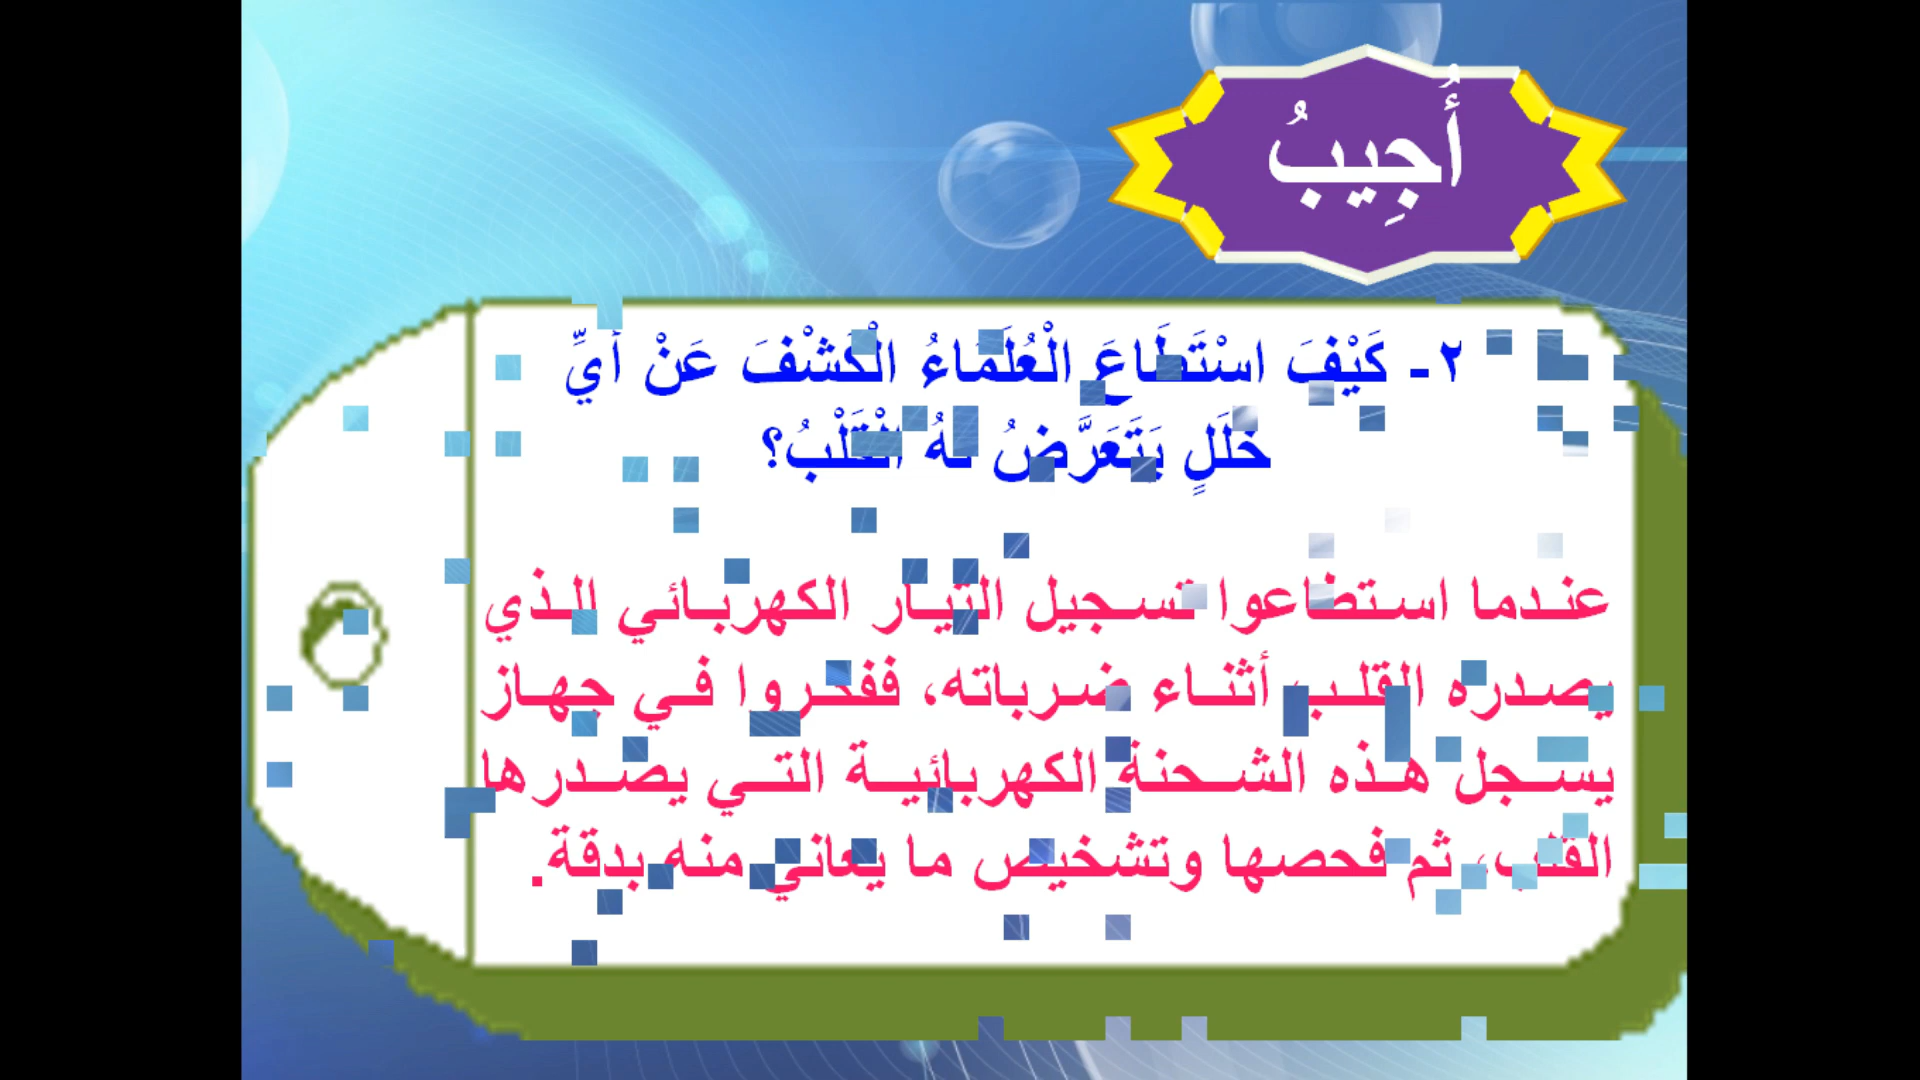 أُجِيبُ
٢- كَيْفَ اسْتَطَاعَ الْعُلَمَاءُ الْكَشْفَ عَنْ أَيِّ
خَلَلٍ يَتَعَرَّضُ لَهُ الْقَلْبُ؟
عندما استطاعوا تسجيل التيار الكهربائي الذي
يصدره القلب أثناء ضرباته، ففكروا في جهاز
يسجل هذه الشحنة الكهربائية التي يصدرها
القلب، ثم فحصها وتشخيص ما يعاني منه بدقة.